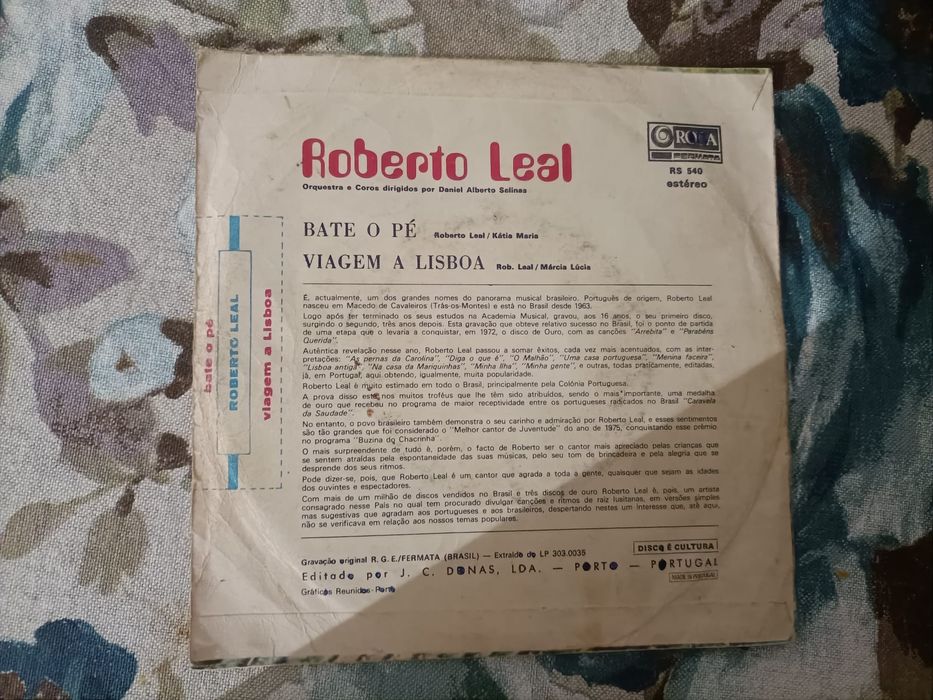 Roberto Leal
Orquestra e Coros dirigidos por Daniel Alberto Salinas
ROTA
FERMATA
RS 540
estéreo
BATE O PÉ Roberto Leal / Kátia Maria
VIAGEM A LISBOA Rob. Leal / Márcia Lúcia
bate o pé
ROBERTO LEAL
viagem a Lisboa
É, actualmente, um dos grandes nomes do panorama musical brasileiro. Português de origem, Roberto Leal
nasceu em Macedo de Cavaleiros (Trás-os-Montes) e está no Brasil desde 1963.
Logo após ter terminado os seus estudos na Academia Musical, gravou, aos 16 anos, o seu primeiro disco,
surgindo o segundo, três anos depois. Esta gravação que obteve relativo sucesso no Brasil, foi o ponto de partida
de uma etapa que o levaria a conquistar, em 1972, o disco de Ouro, com as canções "Arrebita" e "Parabéns
Querida".
Autêntica revelação nesse ano, Roberto Leal passou a somar êxitos, cada vez mais acentuados, com as inter-
pretações: "As pernas da Carolina", "Diga o que é", "O Malhão", "Uma casa portuguesa", "Menina faceira",
"Lisboa antiga", "Na casa da Mariquinhas", "Minha Ilha", "Minha gente", e outras, todas praticamente, editadas,
já, em Portugal, aqui obtendo, igualmente, muita popularidade.
Roberto Leal é muito estimado em todo o Brasil, principalmente pela Colónia Portuguesa.
A prova disso está nos muitos troféus que lhe têm sido atribuídos, sendo o mais importante, uma medalha
de ouro que recebeu no programa de maior receptividade entre os portugueses radicados no Brasil "Caravela
da Saudade".
No entanto, o povo brasileiro também demonstra o seu carinho e admiração por Roberto Leal, e esses sentimentos
são tão grandes que foi considerado o "Melhor cantor de Juventude" do ano de 1975, conquistando esse prémio
no programa "Buzina do Chacrinha".
O mais surpreendente de tudo é, porém, o facto de Roberto ser o cantor mais apreciado pelas crianças que
se sentem atraídas pela espontaneidade das suas músicas, pelo seu tom de brincadeira e pela alegria que se
desprende dos seus ritmos.
Pode dizer-se, pois, que Roberto Leal é um cantor que agrada a toda a gente, quaisquer que sejam as idades
dos ouvintes e espectadores.
Com mais de um milhão de discos vendidos no Brasil e três discos de ouro Roberto Leal é, pois, um artista
consagrado nesse País no qual tem procurado divulgar canções e ritmos de raiz lusitanas, em versões simples
mas sugestivas que agradam aos portugueses e aos brasileiros, despertando nestes um Interesse que, até aqui,
não se verificava em relação aos nossos temas populares.
Gravação original R. G. E./FERMATA (BRASIL) — Extraído do LP 303.0035
DISCO É CULTURA
Editado por J. C. DONAS, LDA. — PORTO — PORTUGAL
MADE IN PORTUGAL
Gráficos Reunidos-Porto